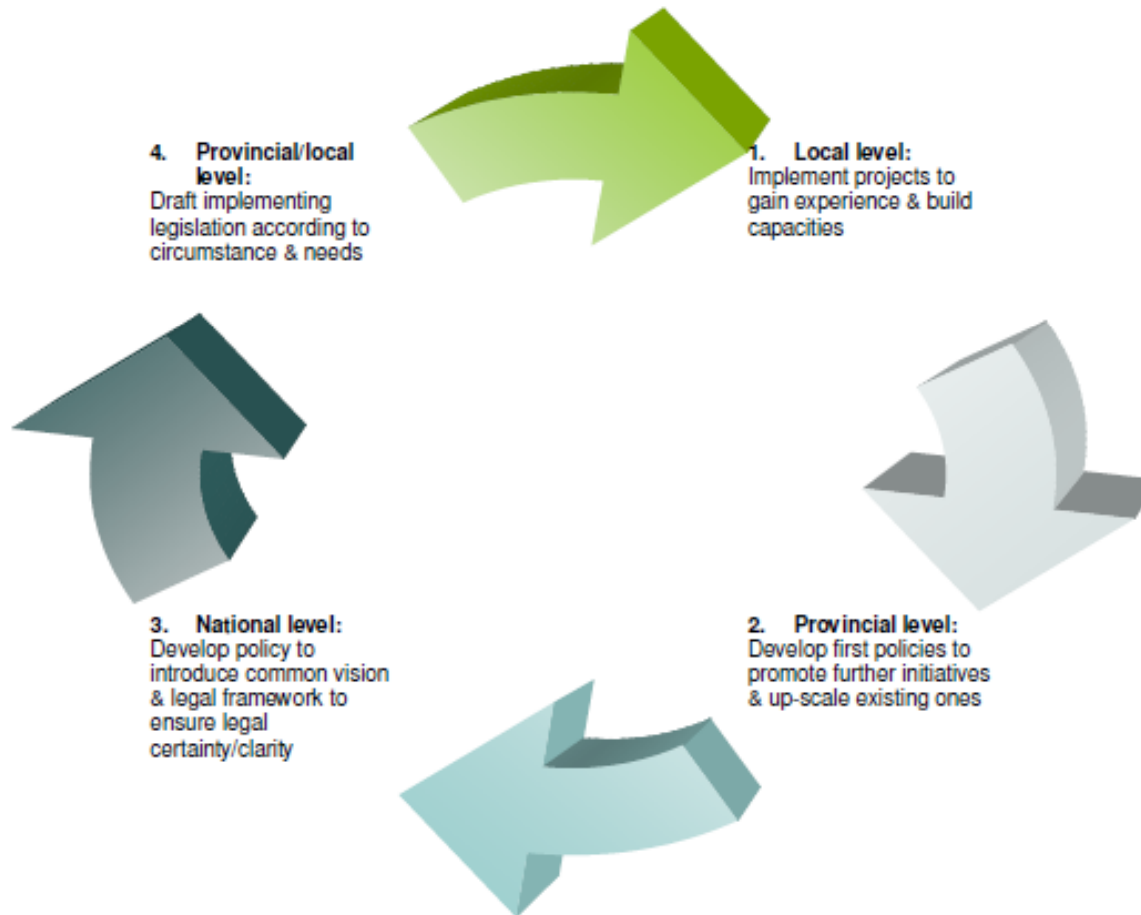 1. Local level:
Implement projects to
gain experience & build
capacities
2. Provincial level:
Develop first policies to
promote further initiatives
& up-scale existing ones
3. National level:
Develop policy to
introduce common vision
& legal framework to
ensure legal
certainty/clarity
4. Provincial/local
level:
Draft implementing
legislation according to
circumstance & needs